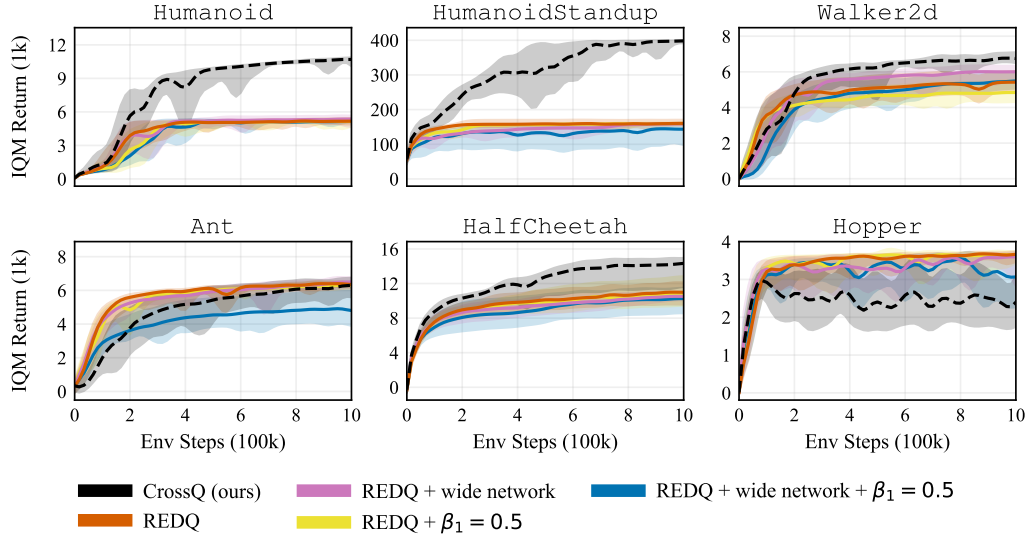 Humanoid
HumanoidStandup
Walker2d
IQM Return (1k)
12
9
6
3
0
400
300
200
100
8
6
4
2
0
Ant
HalfCheetah
Hopper
IQM Return (1k)
8
6
4
2
0
16
12
8
4
0
4
3
2
1
0
0 2 4 6 8 10
0 2 4 6 8 10
0 2 4 6 8 10
Env Steps (100k)
Env Steps (100k)
Env Steps (100k)
CrossQ (ours)
REDQ + wide network
REDQ + wide network + β₁ = 0.5
REDQ
REDQ + β₁ = 0.5